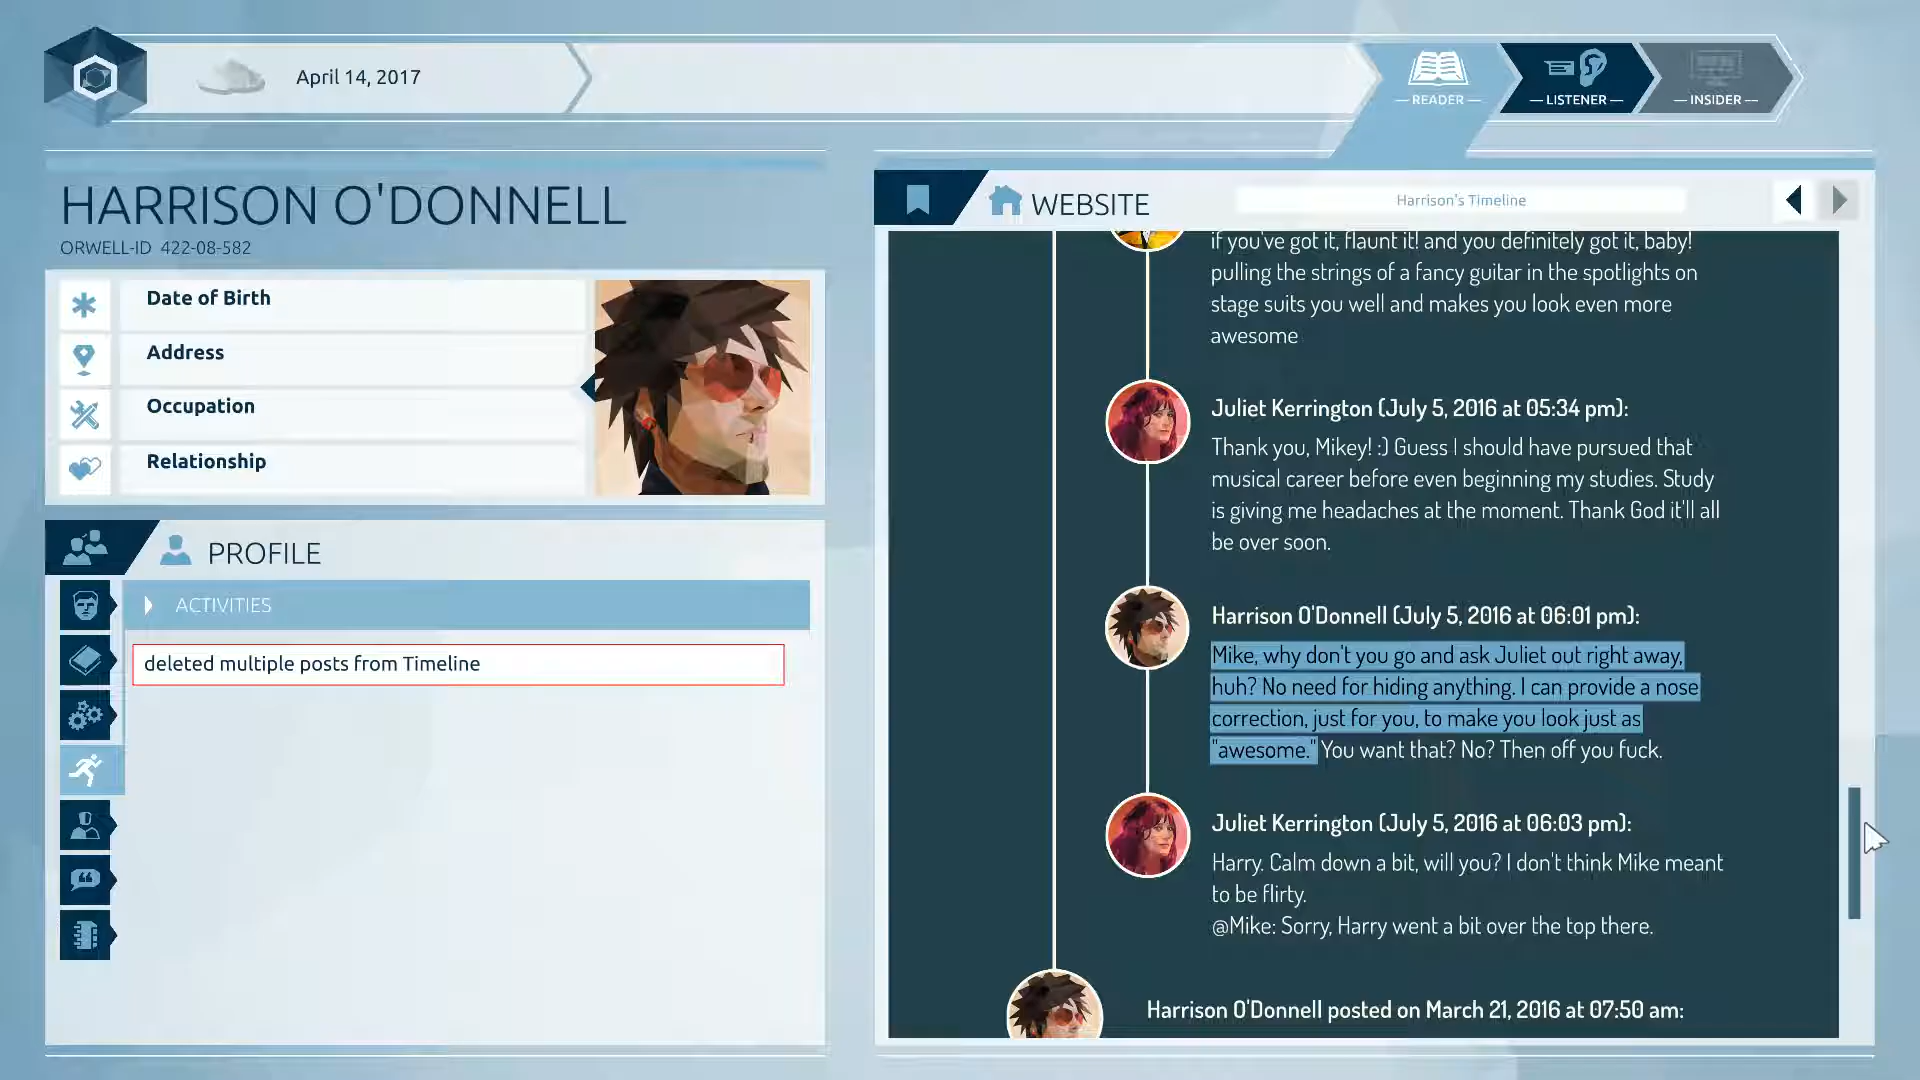 April 14, 2017
— READER —
— LISTENER —
— INSIDER —
HARRISON O'DONNELL
ORWELL-ID 422-08-582
Date of Birth
Address
Occupation
Relationship
PROFILE
ACTIVITIES
deleted multiple posts from Timeline
WEBSITE
Harrison's Timeline
if you've got it, flaunt it! and you definitely got it, baby!
pulling the strings of a fancy guitar in the spotlights on
stage suits you well and makes you look even more
awesome
Juliet Kerrington (July 5, 2016 at 05:34 pm):
Thank you, Mikey! :) Guess I should have pursued that
musical career before even beginning my studies. Study
is giving me headaches at the moment. Thank God it'll all
be over soon.
Harrison O'Donnell (July 5, 2016 at 06:01 pm):
Mike, why don't you go and ask Juliet out right away,
huh? No need for hiding anything. I can provide a nose
correction, just for you, to make you look just as
"awesome." You want that? No? Then off you fuck.
Juliet Kerrington (July 5, 2016 at 06:03 pm):
Harry. Calm down a bit, will you? I don't think Mike meant
to be flirty.
@Mike: Sorry, Harry went a bit over the top there.
Harrison O'Donnell posted on March 21, 2016 at 07:50 am: